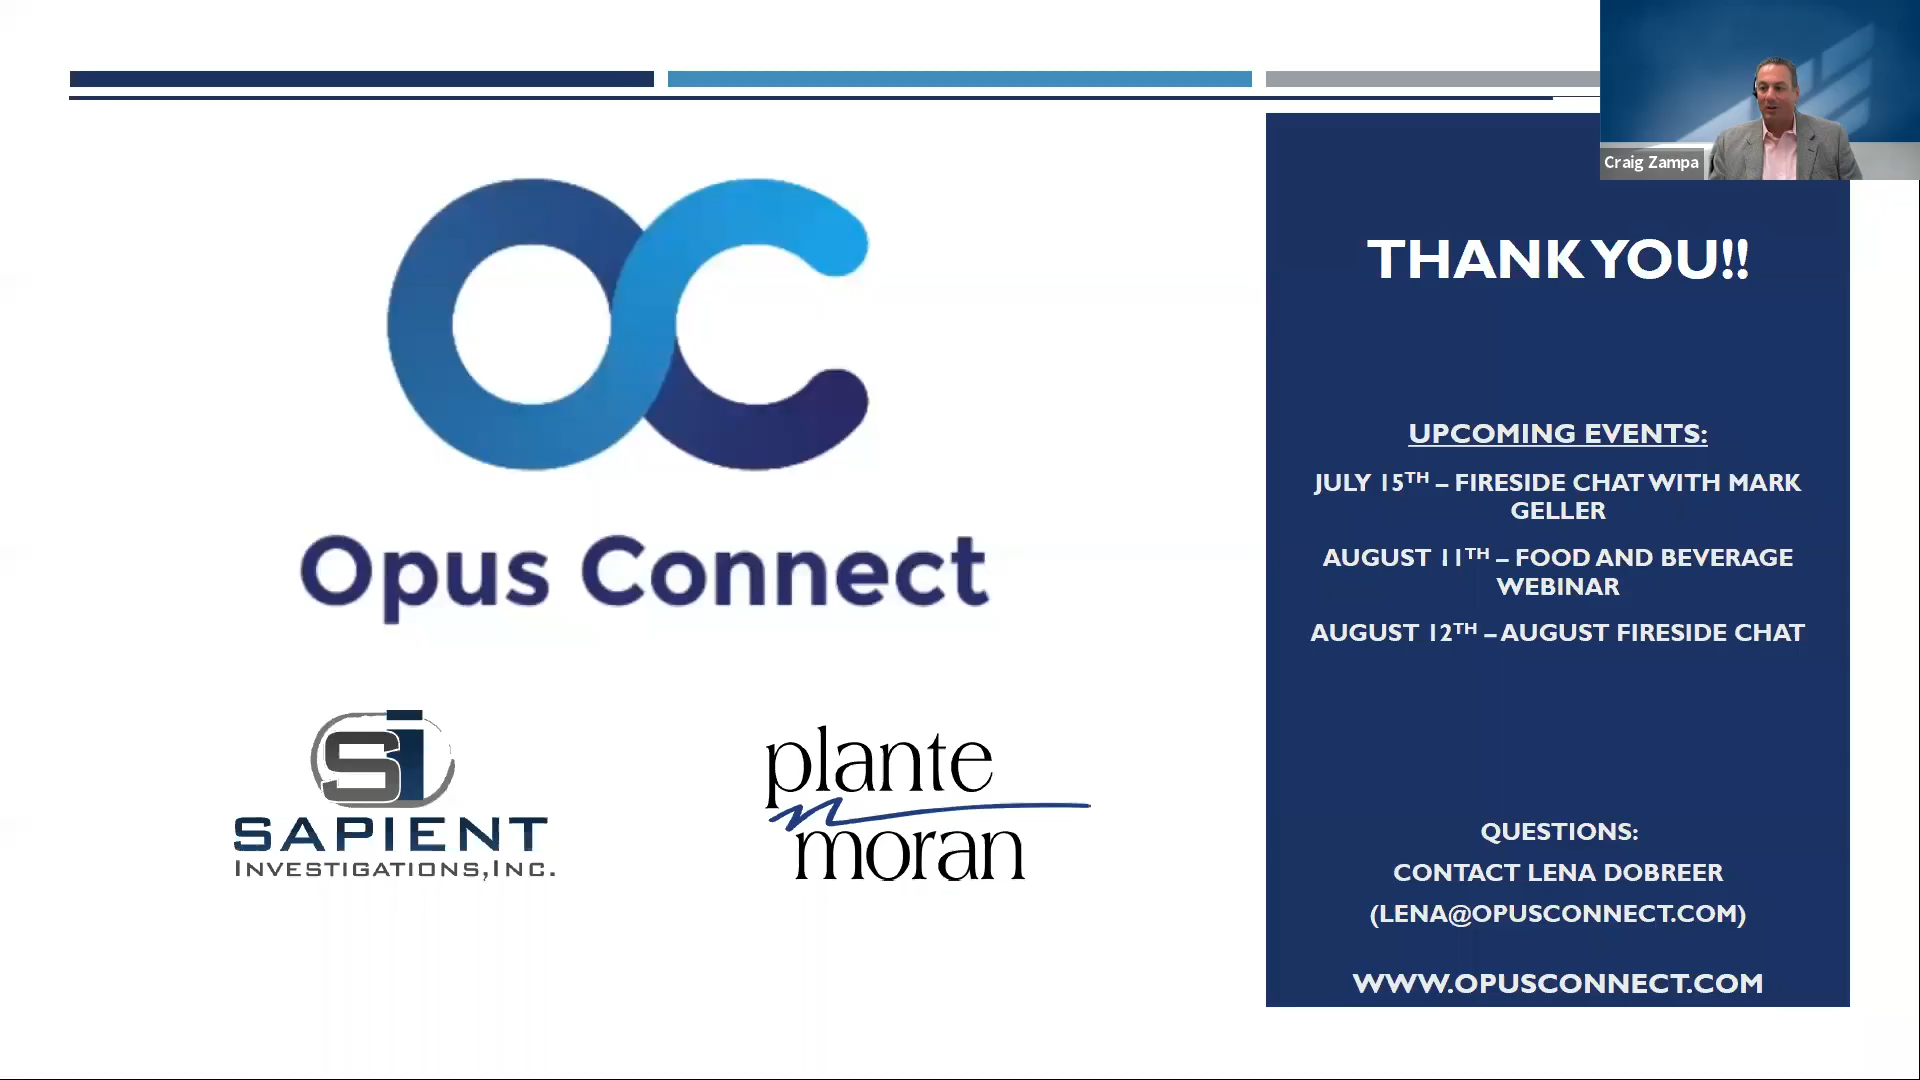 Craig Zampa
OC
Opus Connect
SI
SAPIENT
INVESTIGATIONS, INC.
plante
moran
THANK YOU!!
UPCOMING EVENTS:
JULY 15TH – FIRESIDE CHAT WITH MARK
GELLER
AUGUST 11TH – FOOD AND BEVERAGE
WEBINAR
AUGUST 12TH – AUGUST FIRESIDE CHAT
QUESTIONS:
CONTACT LENA DOBREER
(LENA@OPUSCONNECT.COM)
WWW.OPUSCONNECT.COM